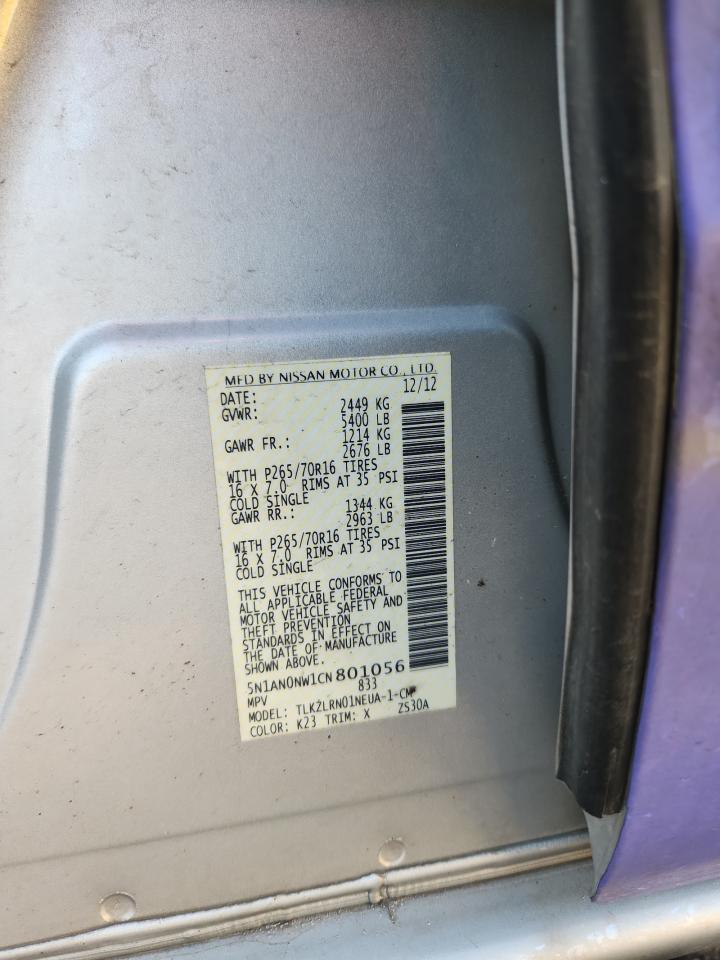 MFD BY NISSAN MOTOR CO., LTD.
DATE: 12/12
GVWR: 2449 KG
5400 LB
GAWR FR.: 1214 KG
2676 LB
WITH P265/70R16 TIRES
16 X 7.0 RIMS AT 35 PSI
COLD SINGLE
GAWR RR.: 1344 KG
2963 LB
WITH P265/70R16 TIRES
16 X 7.0 RIMS AT 35 PSI
COLD SINGLE
THIS VEHICLE CONFORMS TO
ALL APPLICABLE FEDERAL
MOTOR VEHICLE SAFETY AND
THEFT PREVENTION
STANDARDS IN EFFECT ON
THE DATE OF MANUFACTURE
SHOWN ABOVE.
5N1AN0NW1CN801056
MPV 833
MODEL: TLK2LRN01NEUA-1-CM
COLOR: K23 TRIM: X ZS30A